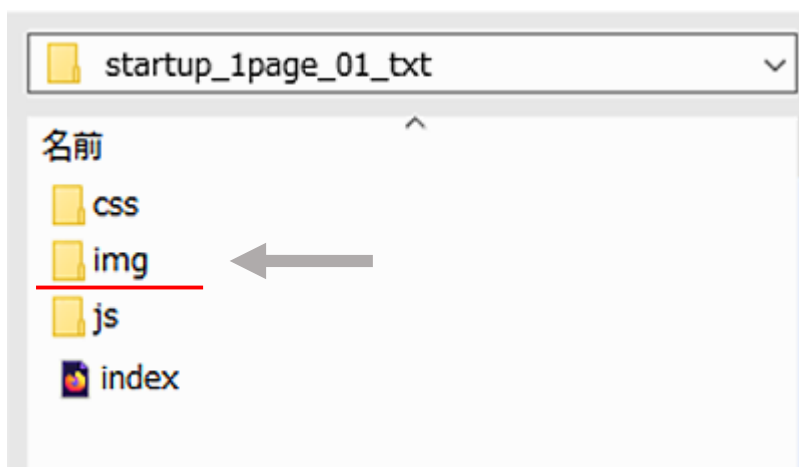 startup_1page_01_txt
名前
css
img
js
index